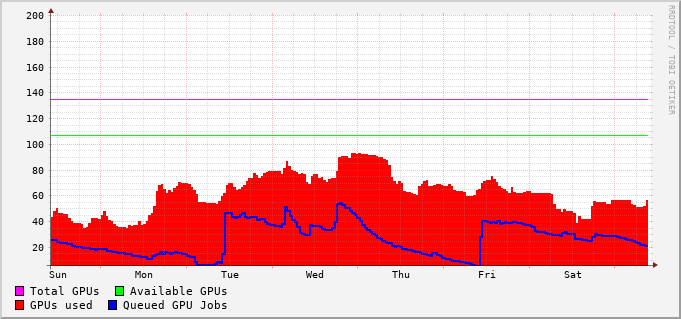 200
180
160
140
120
100
80
60
40
20
Sun Mon Tue Wed Thu Fri Sat
Total GPUs Available GPUs
GPUs used Queued GPU Jobs
RRDTOOL / TOBI OETIKER